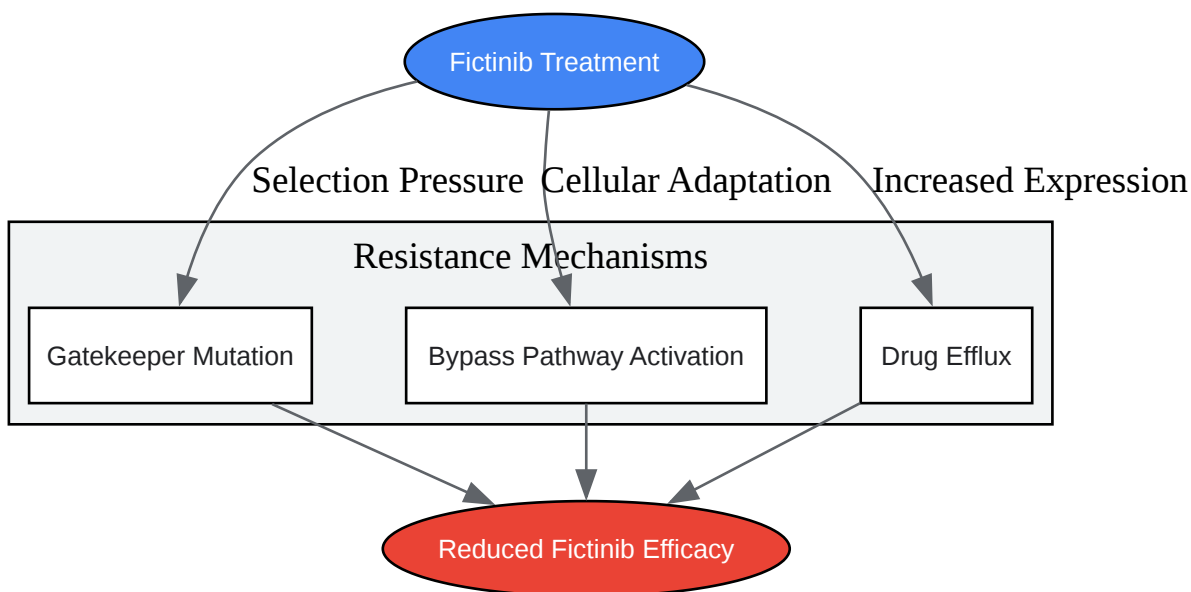 Fictinib Treatment
Selection Pressure
Cellular Adaptation
Increased Expression
Resistance Mechanisms
Gatekeeper Mutation
Bypass Pathway Activation
Drug Efflux
Reduced Fictinib Efficacy